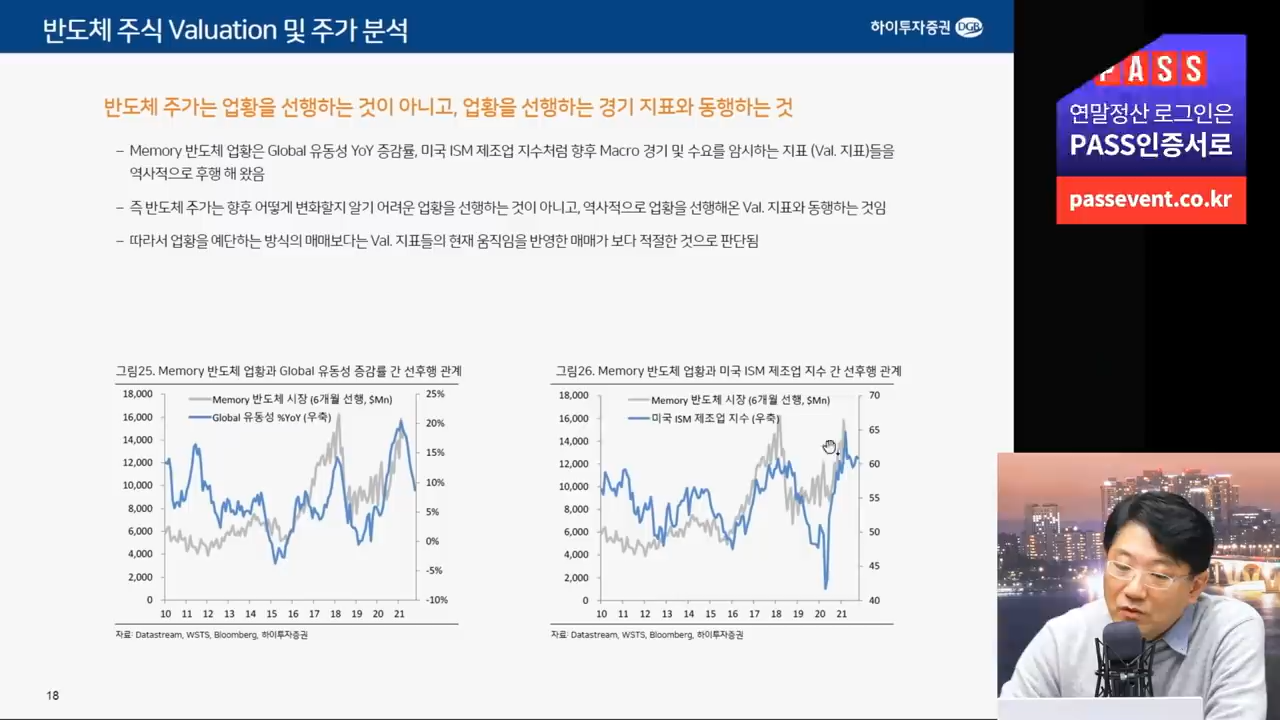 반도체 주식 Valuation 및 주가 분석
하이투자증권 DGB
반도체 주가는 업황을 선행하는 것이 아니고, 업황을 선행하는 경기 지표와 동행하는 것
– Memory 반도체 업황은 Global 유동성 YoY 증감률, 미국 ISM 제조업 지수처럼 향후 Macro 경기 및 수요를 암시하는 지표 (Val. 지표)들을
역사적으로 후행 해 왔음
– 즉 반도체 주가는 향후 어떻게 변화할지 알기 어려운 업황을 선행하는 것이 아니고, 역사적으로 업황을 선행해온 Val. 지표와 동행하는 것임
– 따라서 업황을 예단하는 방식의 매매보다는 Val. 지표들의 현재 움직임을 반영한 매매가 보다 적절한 것으로 판단됨
그림25. Memory 반도체 업황과 Global 유동성 증감률 간 선후행 관계
Memory 반도체 시장 (6개월 선행, $Mn)
Global 유동성 %YoY (우축)
18,000
16,000
14,000
12,000
10,000
8,000
6,000
4,000
2,000
0
25%
20%
15%
10%
5%
0%
-5%
-10%
10 11 12 13 14 15 16 17 18 19 20 21
자료: Datastream, WSTS, Bloomberg, 하이투자증권
그림26. Memory 반도체 업황과 미국 ISM 제조업 지수 간 선후행 관계
Memory 반도체 시장 (6개월 선행, $Mn)
미국 ISM 제조업 지수 (우축)
18,000
16,000
14,000
12,000
10,000
8,000
6,000
4,000
2,000
0
70
65
60
55
50
45
40
10 11 12 13 14 15 16 17 18 19 20 21
자료: Datastream, WSTS, Bloomberg, 하이투자증권
18
PASS
연말정산 로그인은
PASS인증서로
passevent.co.kr